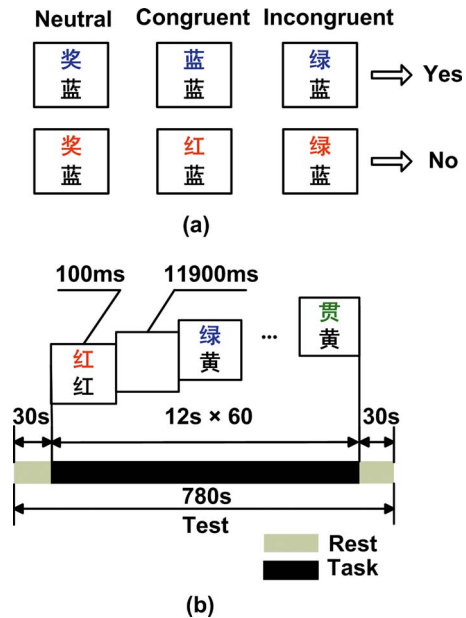 Neutral Congruent Incongruent
奖 蓝 绿
蓝 蓝 蓝
Yes
奖 红 绿
蓝 蓝 蓝
No
(a)
100ms 11900ms
红
红
绿
黄
...
贯
黄
30s 12s × 60 30s
780s
Test
Rest
Task
(b)